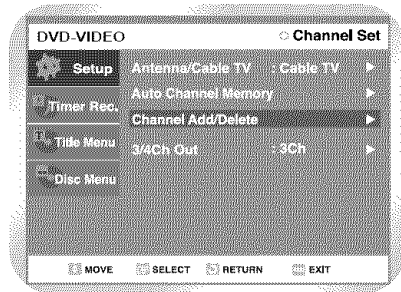 DVD-VIDEO Channel Set
Setup Antenna/Cable TV : Cable TV
Auto Channel Memory
Timer Rec.
Channel Add/Delete
Title Menu 3/4Ch Out : 3Ch
Disc Menu
MOVE SELECT RETURN EXIT